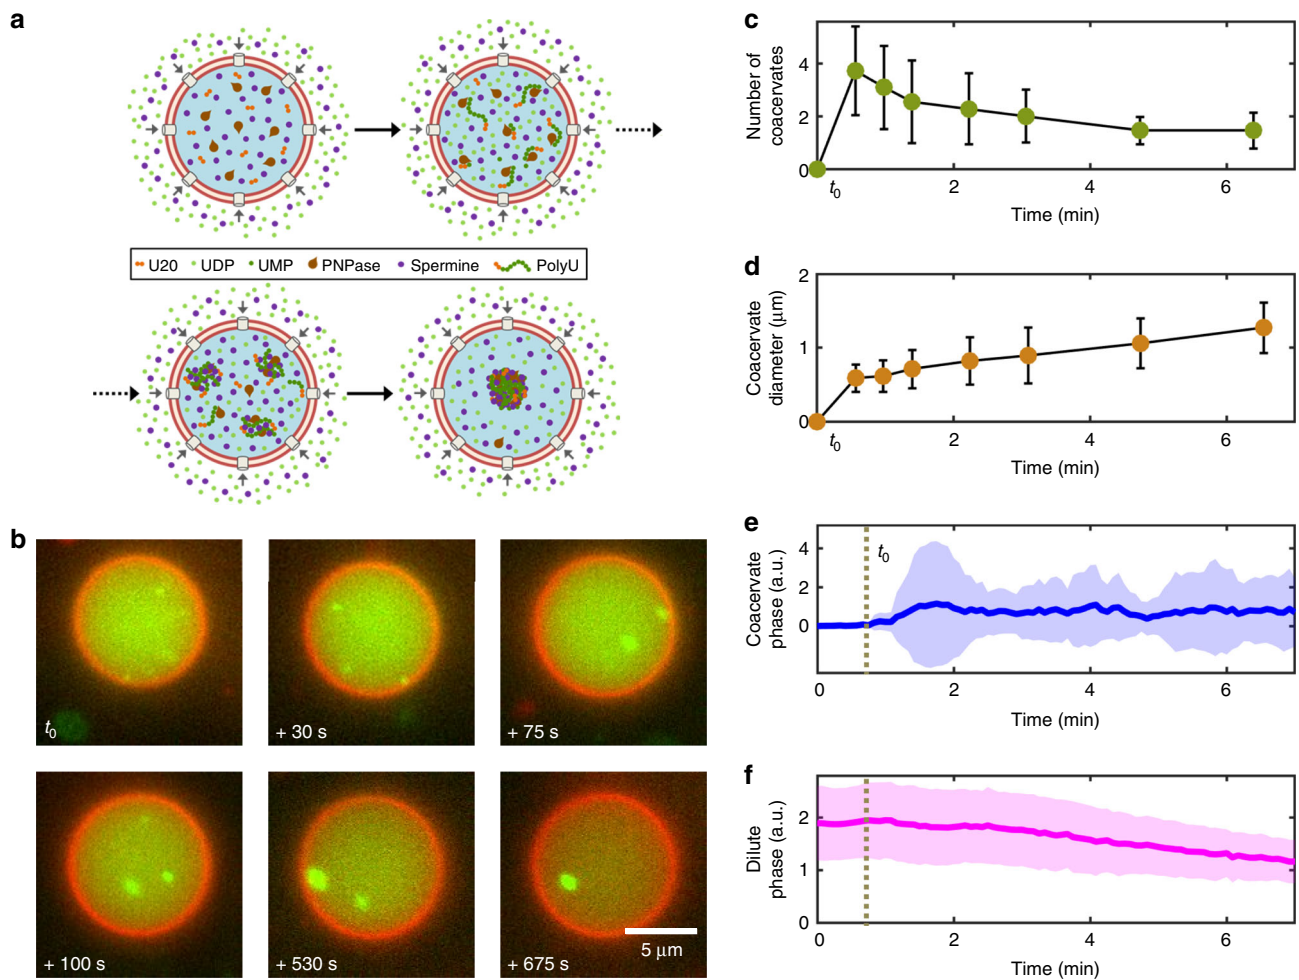 a
U20 UDP UMP PNPase Spermine PolyU
b
t0
+ 30 s
+ 75 s
+ 100 s
+ 530 s
+ 675 s
5 μm
c
Number of
coacervates
4
2
0
t0
2
4
6
Time (min)
d
Coacervate
diameter (μm)
2
1
0
t0
2
4
6
Time (min)
e
Coacervate
phase (a.u.)
4
2
0
t0
0
2
4
6
Time (min)
f
Dilute
phase (a.u.)
2
1
0
0
2
4
6
Time (min)